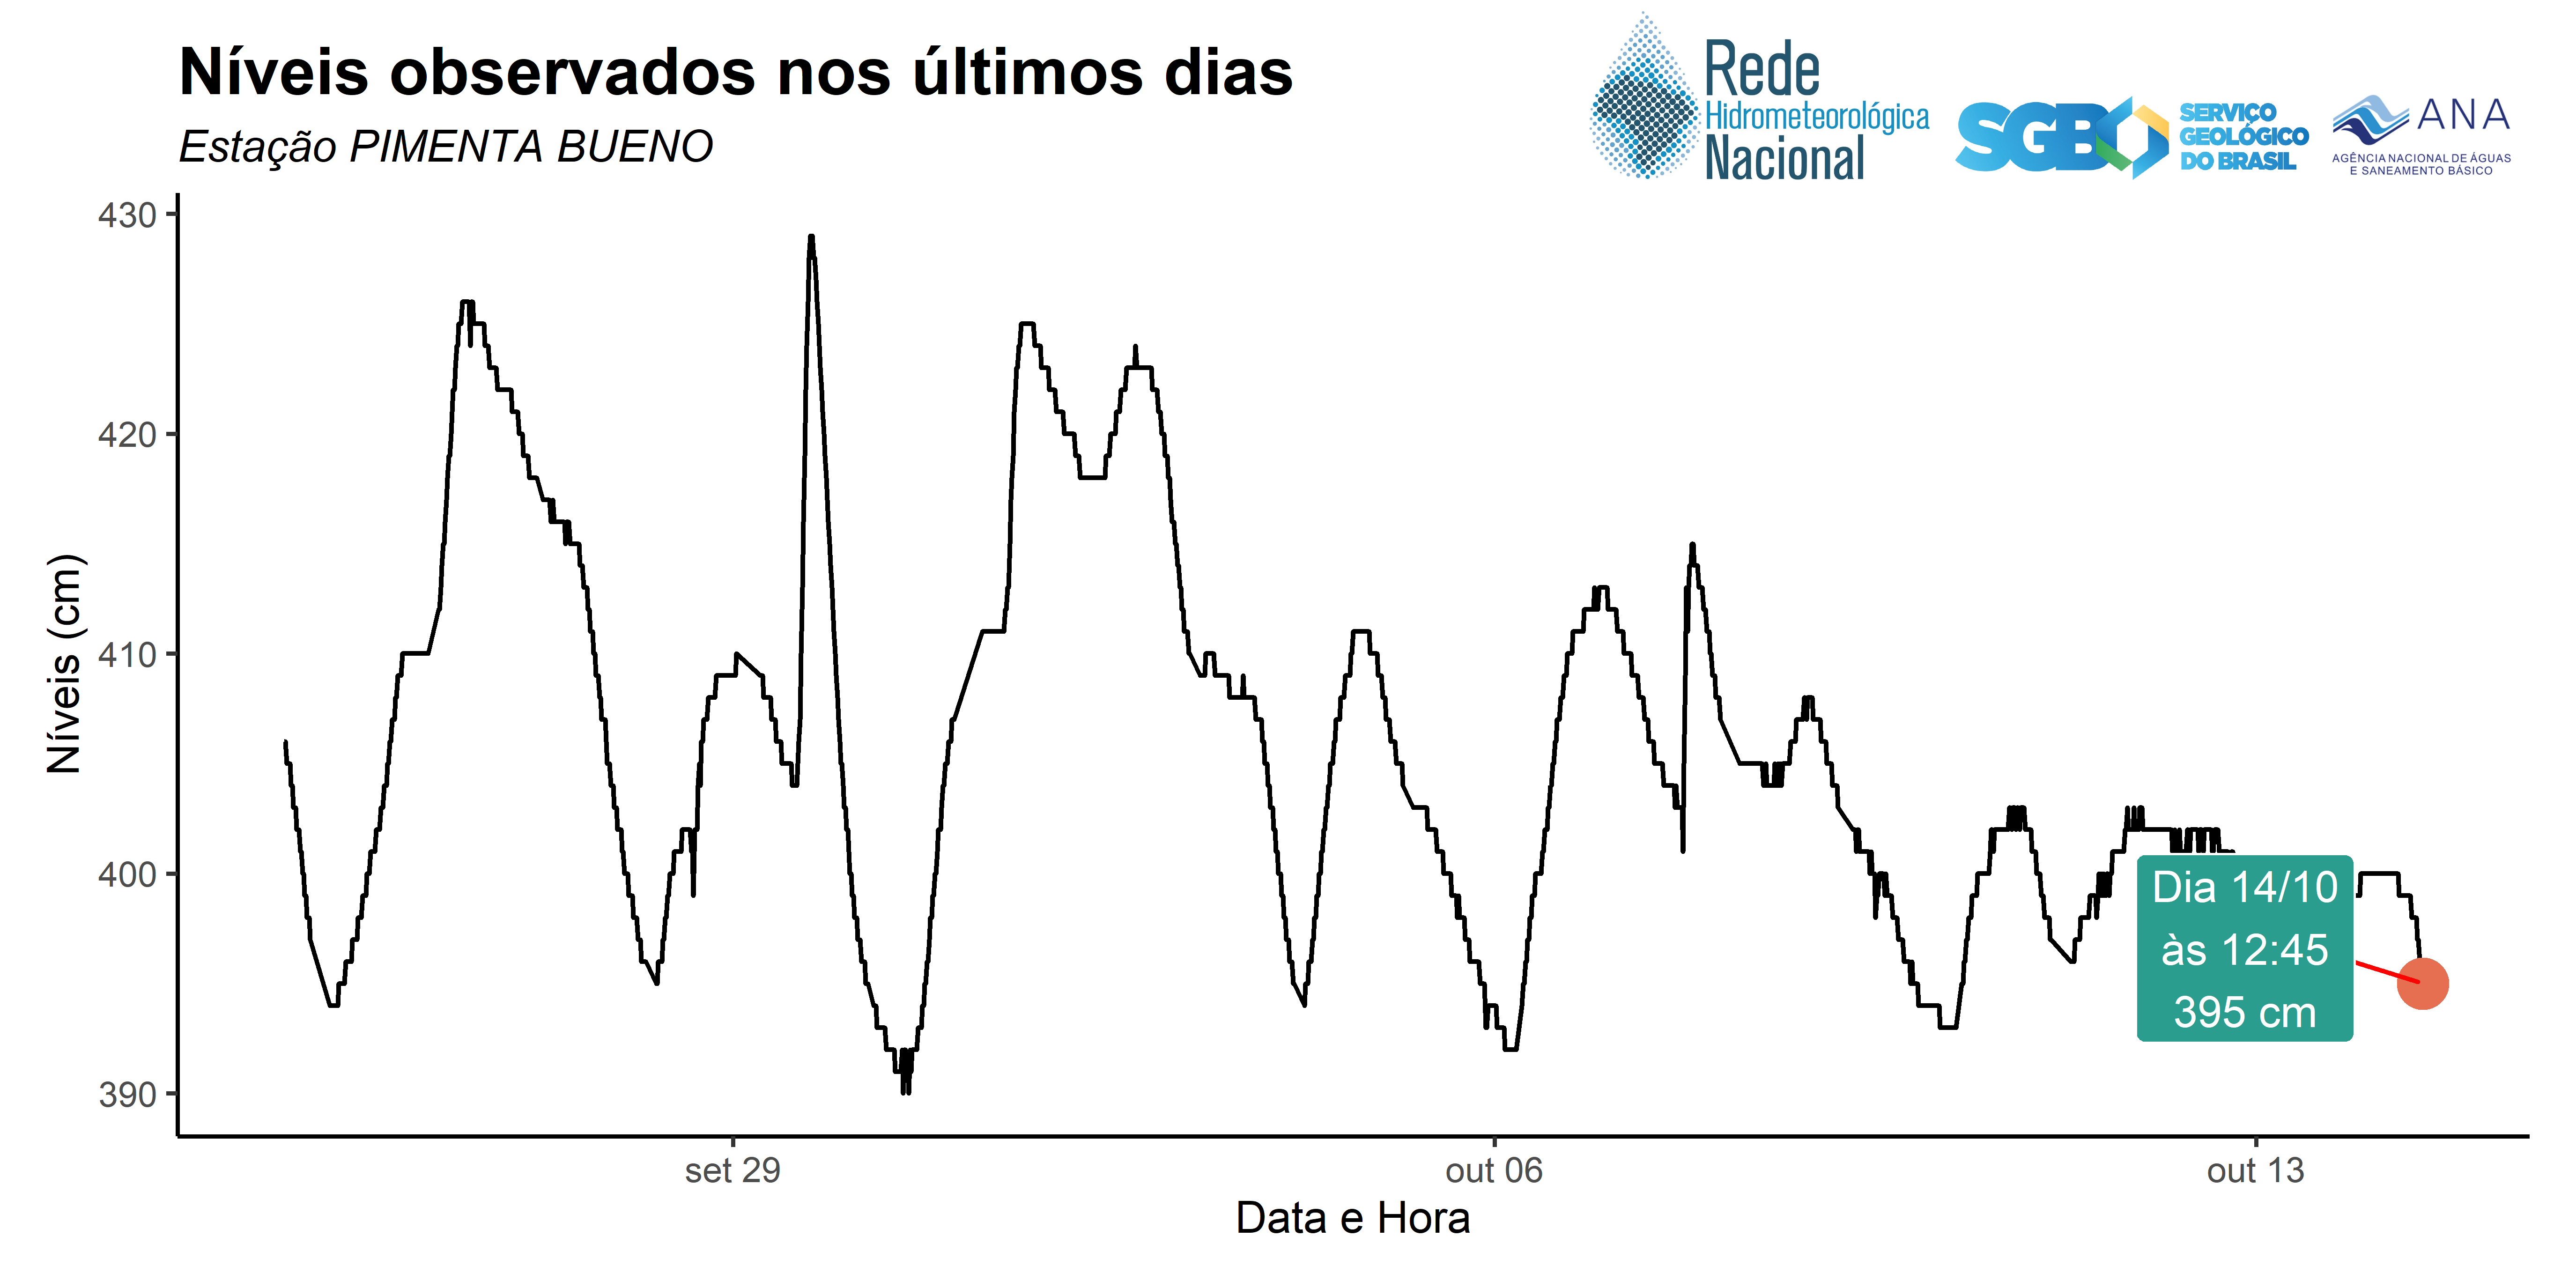 Níveis observados nos últimos dias
Estação PIMENTA BUENO
Rede
Hidrometeorológica
Nacional
SGB
SERVIÇO
GEOLÓGICO
DO BRASIL
ANA
AGÊNCIA NACIONAL DE ÁGUAS
E SANEAMENTO BÁSICO
Níveis (cm)
430
420
410
400
390
Dia 14/10
às 12:45
395 cm
set 29
out 06
out 13
Data e Hora